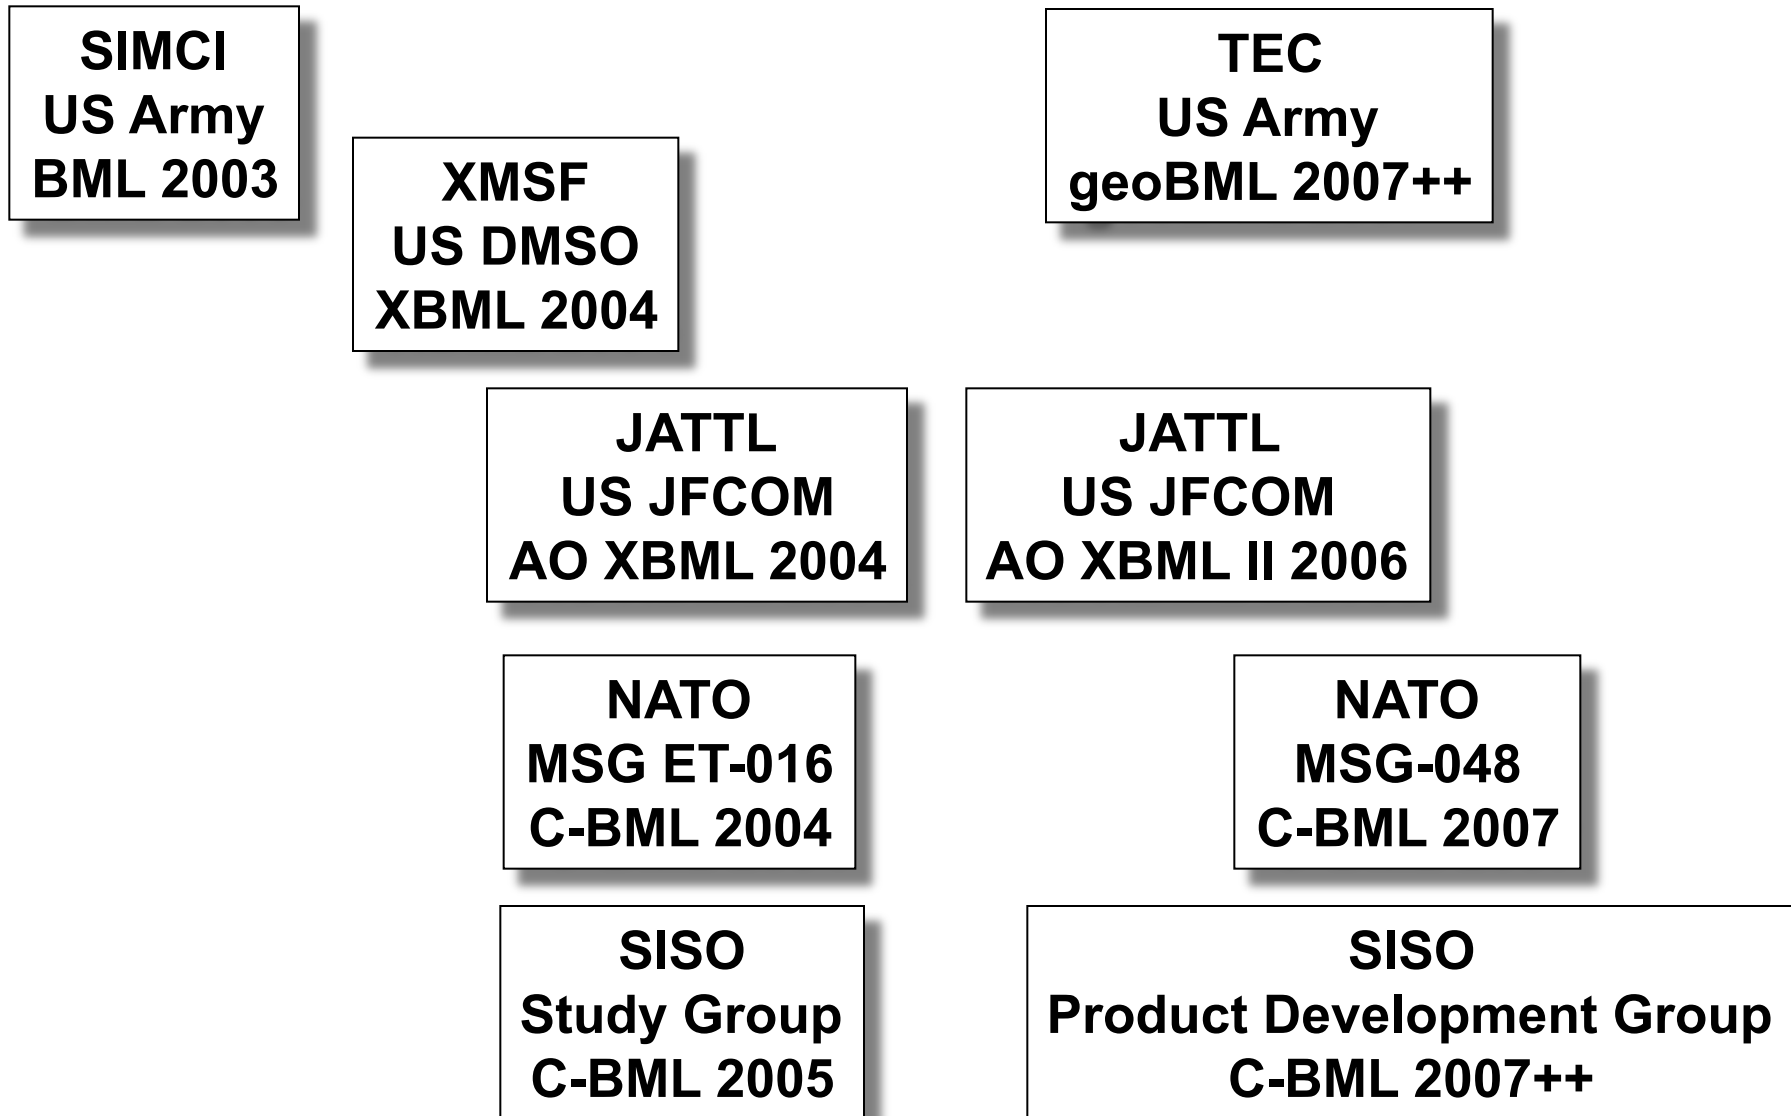 SIMCI
US Army
BML 2003
TEC
US Army
geoBML 2007++
XMSF
US DMSO
XBML 2004
JATTL
US JFCOM
AO XBML 2004
JATTL
US JFCOM
AO XBML II 2006
NATO
MSG ET-016
C-BML 2004
NATO
MSG-048
C-BML 2007
SISO
Study Group
C-BML 2005
SISO
Product Development Group
C-BML 2007++